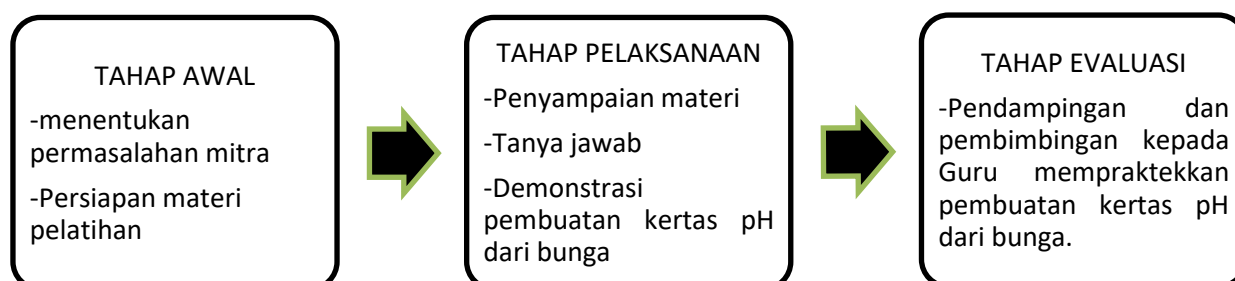 TAHAP AWAL
-menentukan
permasalahan mitra
-Persiapan materi
pelatihan
TAHAP PELAKSANAAN
-Penyampaian materi
-Tanya jawab
-Demonstrasi
pembuatan kertas pH
dari bunga
TAHAP EVALUASI
-Pendampingan dan
pembimbingan kepada
Guru mempraktekkan
pembuatan kertas pH
dari bunga.